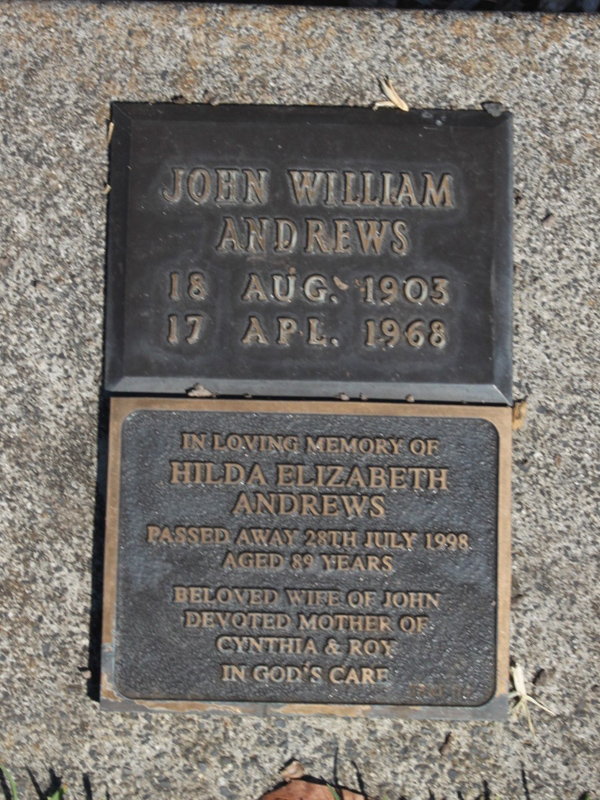 JOHN WILLIAM
ANDREWS
18 AUG. 1903
17 APL. 1968
IN LOVING MEMORY OF
HILDA ELIZABETH
ANDREWS
PASSED AWAY 28TH JULY 1998
AGED 89 YEARS
BELOVED WIFE OF JOHN
DEVOTED MOTHER OF
CYNTHIA & ROY
IN GOD'S CARE